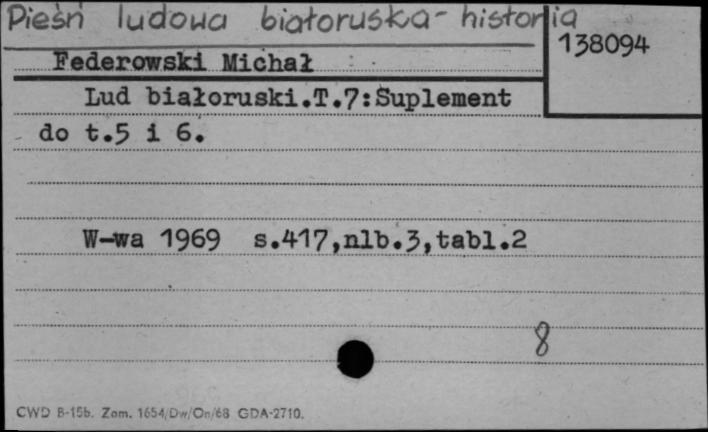 Pieśń ludowa białoruska - historia
138094
Federowski Michał
Lud białoruski.T.7:Suplement
do t.5 i 6.
W-wa 1969 s.417,nlb.3,tabl.2
8
CWD B-15b. Zam. 1654/Dw/On/68 GDA-2710.